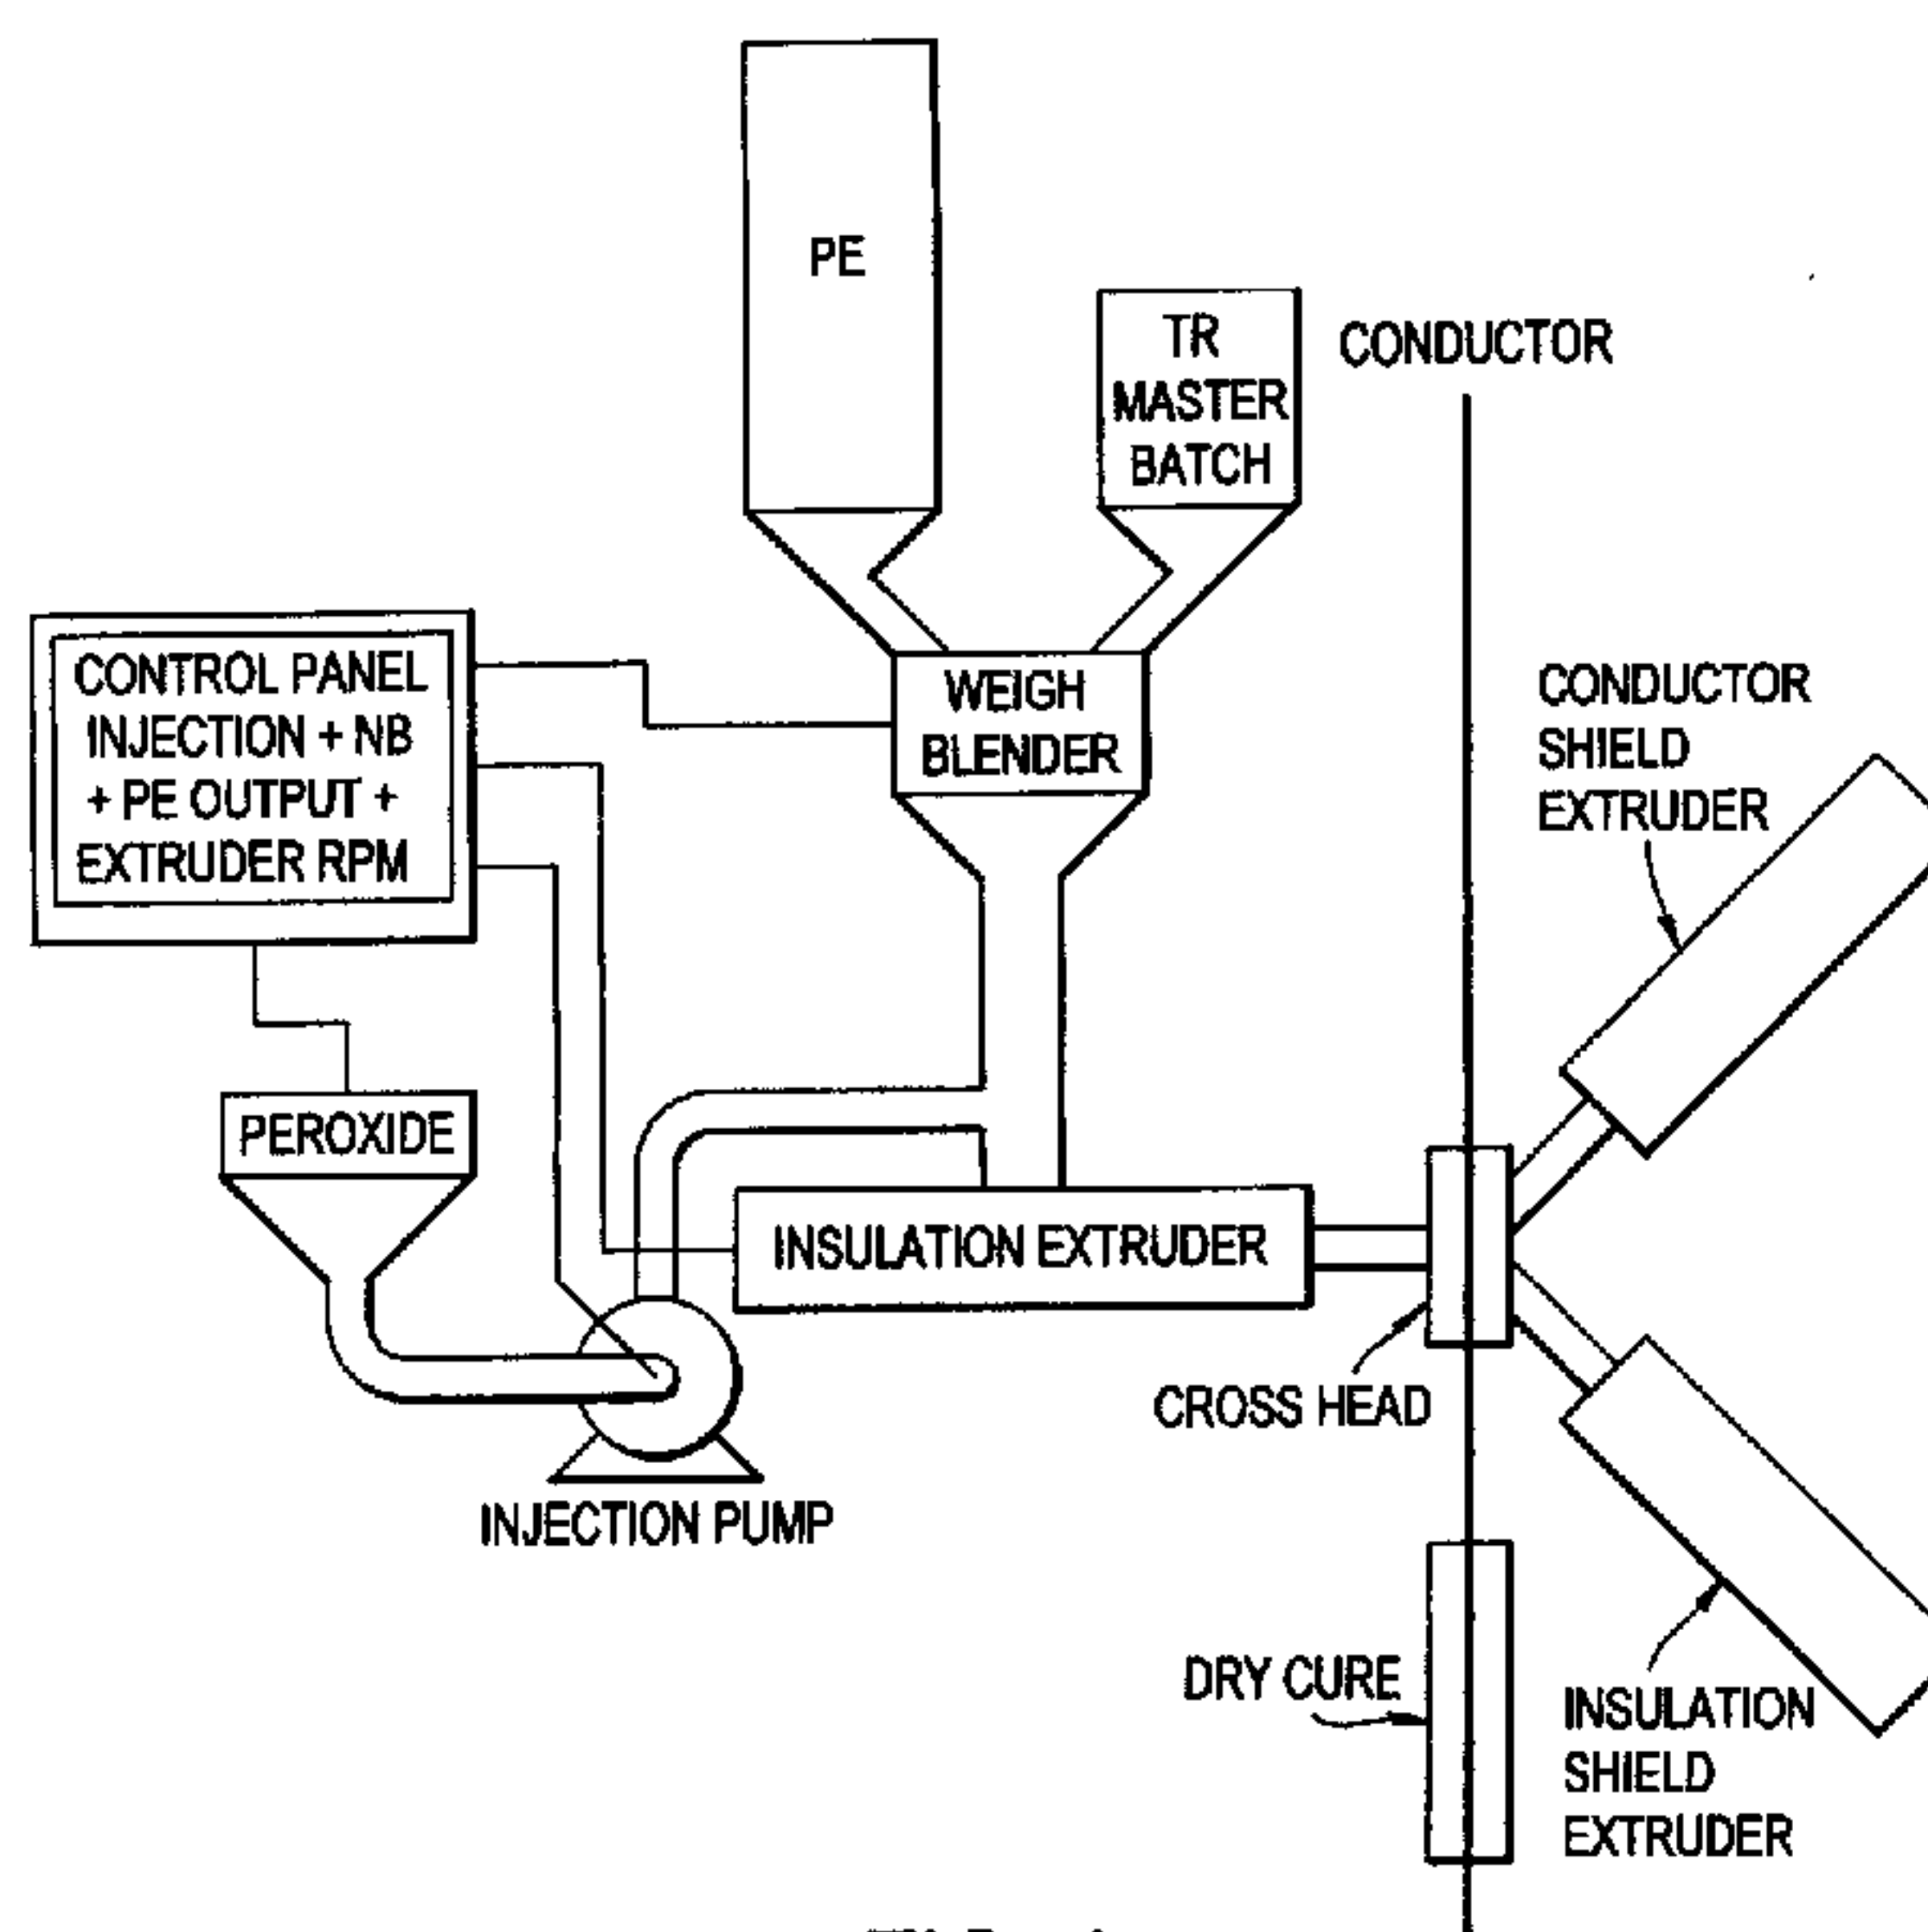 PE
TR
MASTER
BATCH
CONDUCTOR
CONTROL PANEL
INJECTION + NB
+ PE OUTPUT +
EXTRUDER RPM
WEIGH
BLENDER
CONDUCTOR
SHIELD
EXTRUDER
PEROXIDE
INSULATION EXTRUDER
CROSS HEAD
INJECTION PUMP
DRY CURE
INSULATION
SHIELD
EXTRUDER